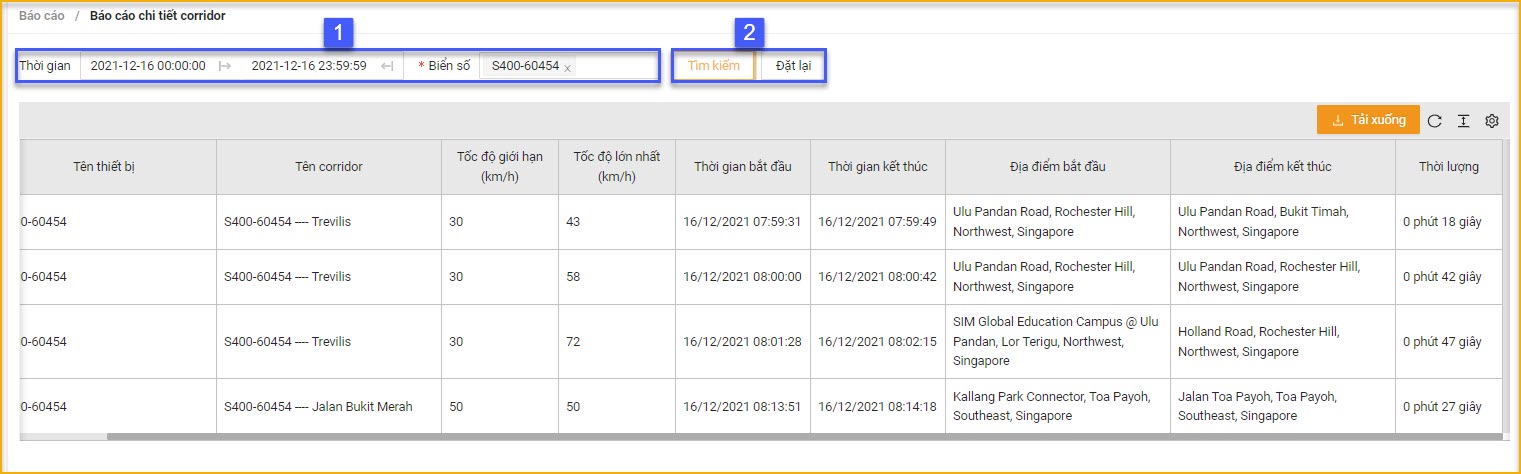 Báo cáo / Báo cáo chi tiết corridor
1
2
Thời gian 2021-12-16 00:00:00 2021-12-16 23:59:59 * Biển số S400-60454 x Tìm kiếm Đặt lại
Tải xuống
Tên thiết bị
Tên corridor
Tốc độ giới hạn
(km/h)
Tốc độ lớn nhất
(km/h)
Thời gian bắt đầu
Thời gian kết thúc
Địa điểm bắt đầu
Địa điểm kết thúc
Thời lượng
0-60454
S400-60454 ---- Trevilis
30
43
16/12/2021 07:59:31
16/12/2021 07:59:49
Ulu Pandan Road, Rochester Hill,
Northwest, Singapore
Ulu Pandan Road, Bukit Timah,
Northwest, Singapore
0 phút 18 giây
0-60454
S400-60454 ---- Trevilis
30
58
16/12/2021 08:00:00
16/12/2021 08:00:42
Ulu Pandan Road, Rochester Hill,
Northwest, Singapore
Ulu Pandan Road, Rochester Hill,
Northwest, Singapore
0 phút 42 giây
0-60454
S400-60454 ---- Trevilis
30
72
16/12/2021 08:01:28
16/12/2021 08:02:15
SIM Global Education Campus @ Ulu
Pandan, Lor Terigu, Northwest,
Singapore
Holland Road, Rochester Hill,
Northwest, Singapore
0 phút 47 giây
0-60454
S400-60454 ---- Jalan Bukit Merah
50
50
16/12/2021 08:13:51
16/12/2021 08:14:18
Kallang Park Connector, Toa Payoh,
Southeast, Singapore
Jalan Toa Payoh, Toa Payoh,
Southeast, Singapore
0 phút 27 giây